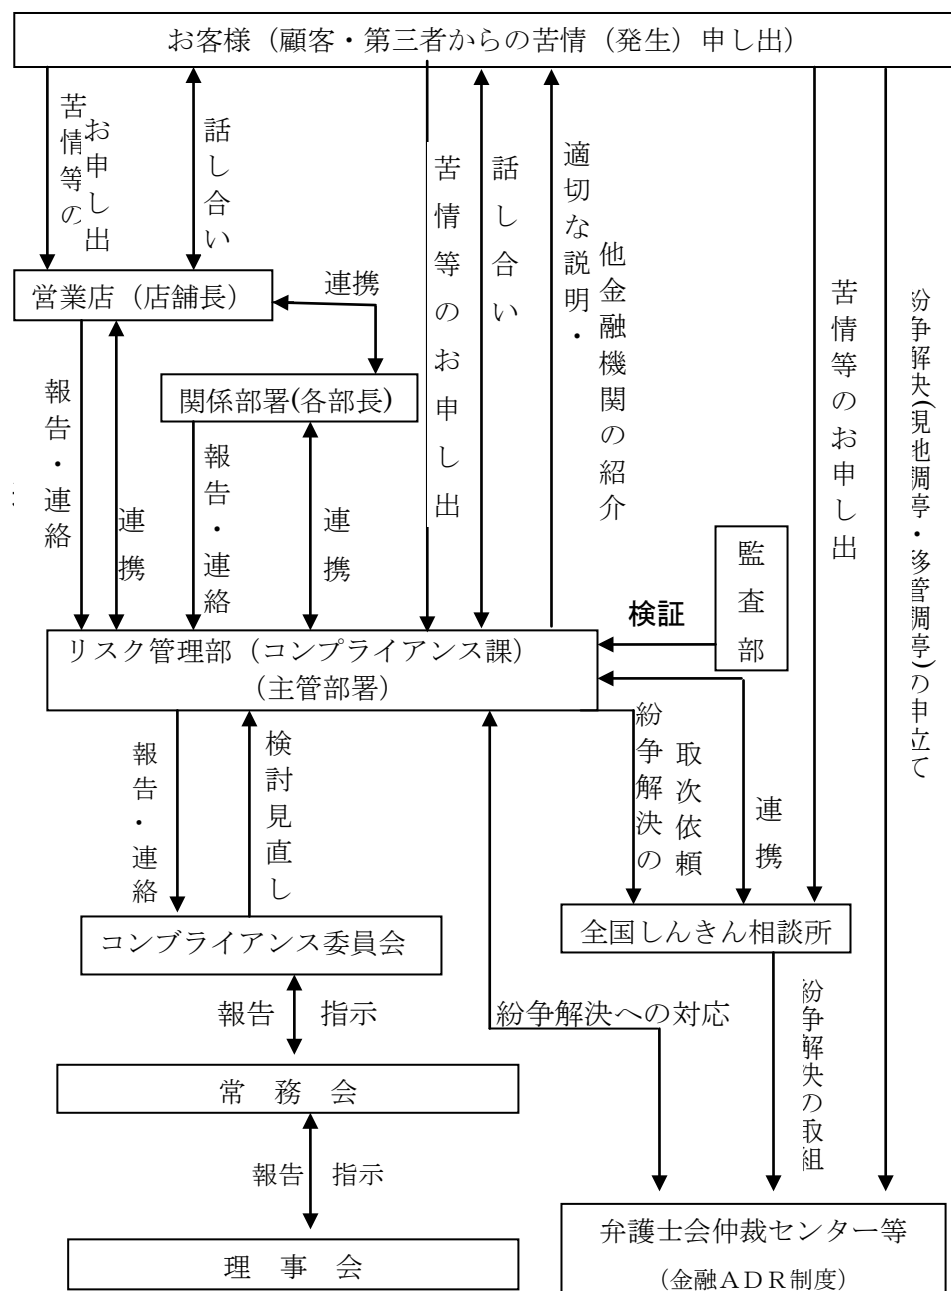 お客様（顧客・第三者からの苦情（発生）申し出）
苦情等の
お申し出
話し合い
苦情等のお申し出
話し合い
適切な説明・
他金融機関の紹介
苦情等のお申し出
紛争解決(現地調停・移管調停)の申立て
営業店（店舗長）
連携
関係部署(各部長)
報告・連絡
連携
報告・連絡
連携
監査部
検証
リスク管理部（コンプライアンス課）
（主管部署）
報告・連絡
検討見直し
紛争解決の
取次依頼
連携
コンブライアンス委員会
全国しんきん相談所
報告
指示
紛争解決への対応
紛争解決の取組
常　務　会
報告
指示
理　事　会
弁護士会仲裁センター等
（金融ＡＤＲ制度）